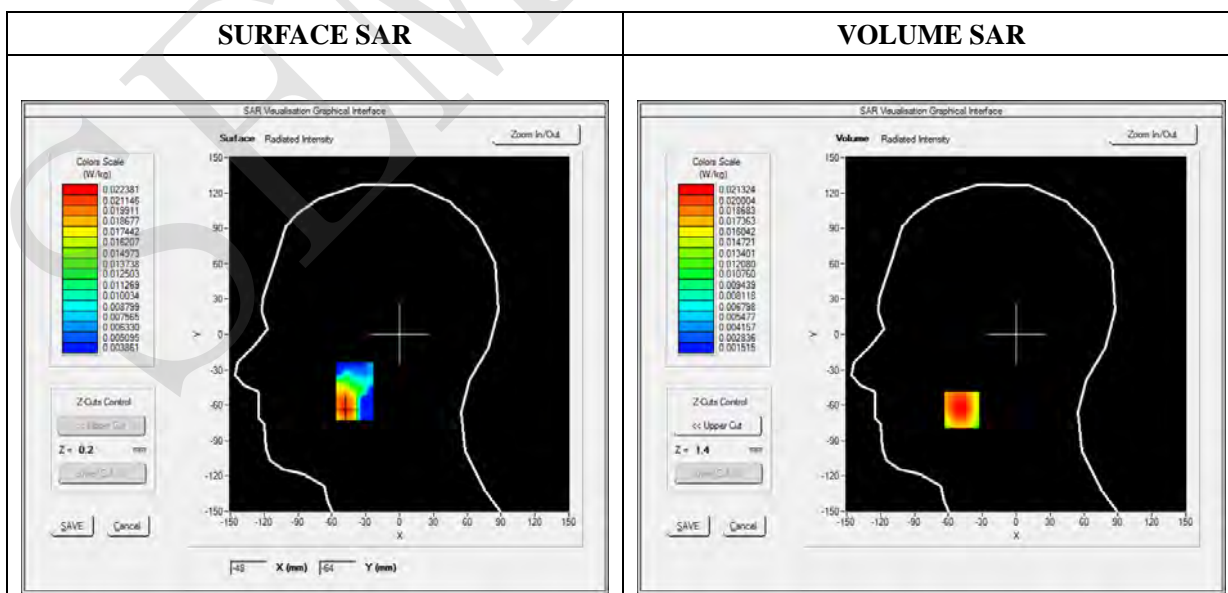 SURFACE SAR
VOLUME SAR
SAR Visualisation Graphical Interface
Surface Radiated Intensity
Zoom In/Out
Colors Scale
(W/kg)
0.022381
0.021146
0.019911
0.018677
0.017442
0.016207
0.014973
0.013738
0.012503
0.011269
0.010034
0.008799
0.007565
0.006330
0.005095
0.003861
150
120
90
60
30
0
-30
-60
-90
-120
-150
Y
-150 -120 -90 -60 -30 0 30 60 90 120 150
X
Z-Cuts Control
<< Upper Cut
Z = 0.2 mm
SAVE Cancel
-48 X (mm) -64 Y (mm)
SAR Visualisation Graphical Interface
Volume Radiated Intensity
Zoom In/Out
Colors Scale
(W/kg)
0.021324
0.020004
0.018683
0.017363
0.016042
0.014721
0.013401
0.012080
0.010760
0.009439
0.008118
0.006798
0.005477
0.004157
0.002836
0.001515
150
120
90
60
30
0
-30
-60
-90
-120
-150
Y
-150 -120 -90 -60 -30 0 30 60 90 120 150
X
Z-Cuts Control
<< Upper Cut
Z = 1.4 mm
SAVE Cancel